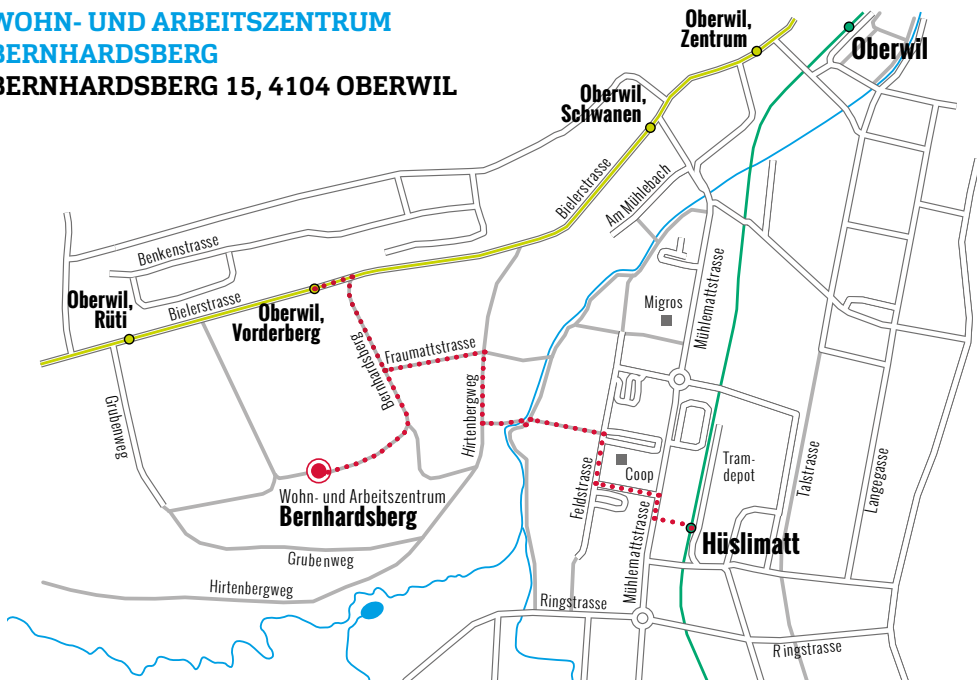 WOHN- UND ARBEITSZENTRUM
BERNHARDSBERG
BERNHARDSBERG 15, 4104 OBERWIL
Oberwil,
Zentrum
Oberwil
Oberwil,
Schwanen
Bielerstrasse
Am Mühlebach
Benkenstrasse
Mühlemattstrasse
Migros
Oberwil,
Rüti
Bielerstrasse
Oberwil,
Vorderberg
Bernhardsberg
Fraumattstrasse
Hirtenbergweg
Grubenweg
Feldstrasse
Coop
Tram-
depot
Talstrasse
Langegasse
Wohn- und Arbeitszentrum
Bernhardsberg
Mühlemattstrasse
Hüslimatt
Grubenweg
Hirtenbergweg
Ringstrasse
Ringstrasse